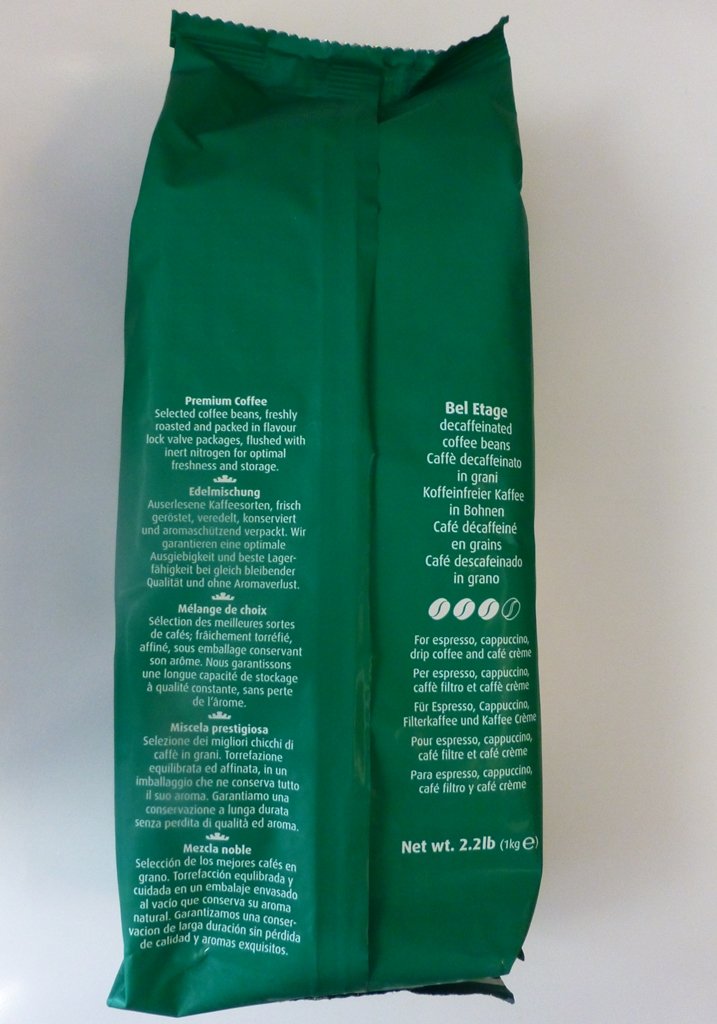 Premium Coffee
Selected coffee beans, freshly
roasted and packed in flavour
lock valve packages, flushed with
inert nitrogen for optimal
freshness and storage.
Edelmischung
Auserlesene Kaffeesorten, frisch
geröstet, veredelt, konserviert
und aromaschützend verpackt. Wir
garantieren eine optimale
Ausgiebigkeit und beste Lager-
fähigkeit bei gleich bleibender
Qualität und ohne Aromaverlust.
Mélange de choix
Sélection des meilleures sortes
de cafés; fraîchement torréfié,
affiné, sous emballage conservant
son arôme. Nous garantissons
une longue capacité de stockage
à qualité constante, sans perte
de l'arôme.
Miscela prestigiosa
Selezione dei migliori chicchi di
caffè in grani. Torrefazione
equilibrata ed affinata, in un
imballaggio che ne conserva tutto
il suo aroma. Garantiamo una
conservazione a lunga durata
senza perdita di qualità ed aroma.
Mezcla noble
Selección de los mejores cafés en
grano. Torrefacción equlibrada y
cuidada en un embalaje envasado
al vacío que conserva su aroma
natural. Garantizamos una conser-
vacion de larga duración sin pérdida
de calidad y aromas exquisitos.
Bel Etage
decaffeinated
coffee beans
Caffè decaffeinato
in grani
Koffeinfreier Kaffee
in Bohnen
Café décaffeiné
en grains
Café descafeinado
in grano
For espresso, cappuccino,
drip coffee and café crème
Per espresso, cappuccino,
caffè filtro et caffè crème
Für Espresso, Cappuccino,
Filterkaffee und Kaffee Crème
Pour espresso, cappuccino,
café filtre et café crème
Para espresso, cappuccino,
café filtro y café crème
Net wt. 2.2lb (1kg e)